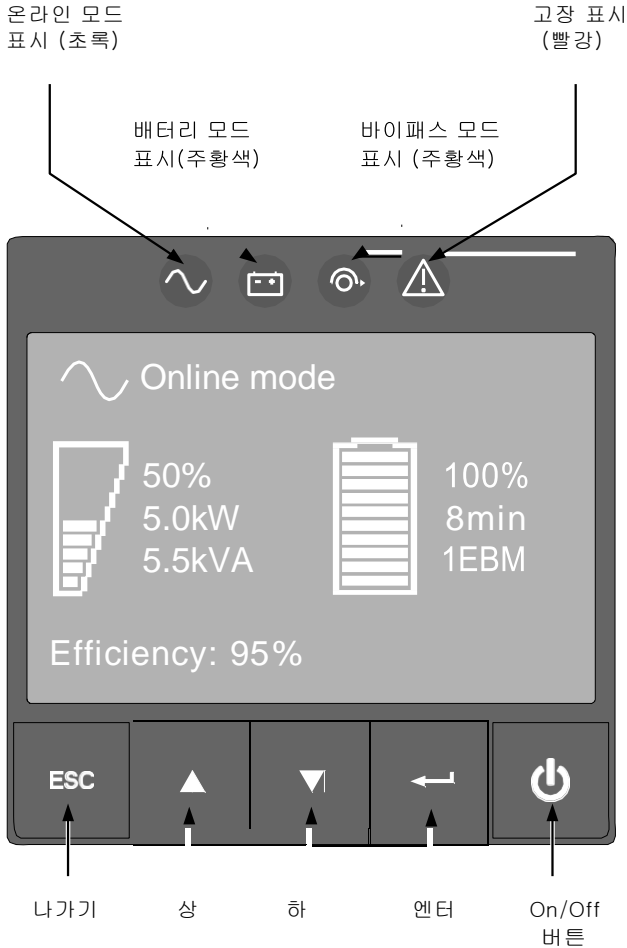 온라인 모드
표시 (초록)
고장 표시
(빨강)
배터리 모드
표시(주황색)
바이패스 모드
표시 (주황색)
Online mode
50%
5.0kW
5.5kVA
100%
8min
1EBM
Efficiency: 95%
ESC
나가기
상
하
엔터
On/Off
버튼